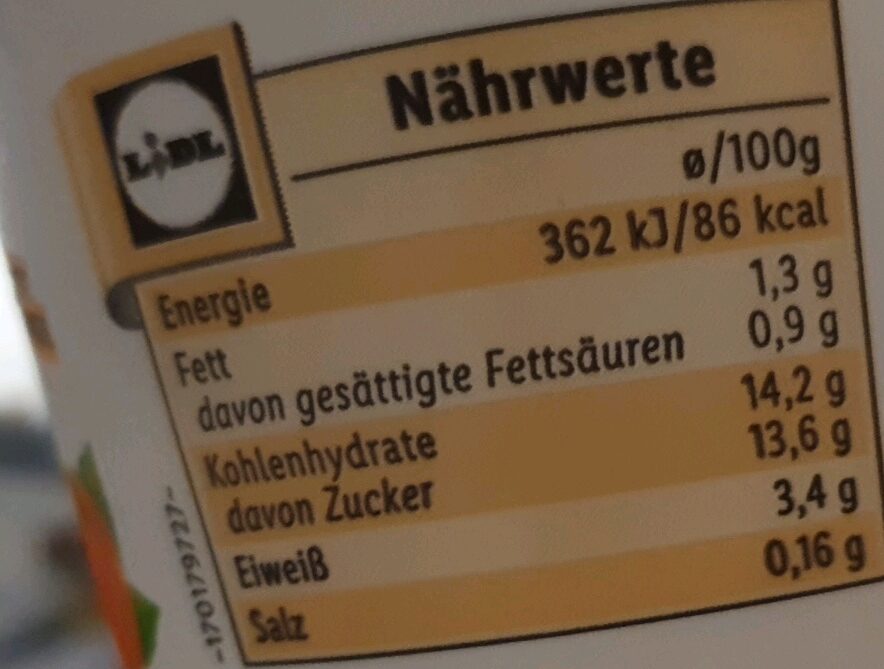 LIDL
Nährwerte
ø/100g
Energie 362 kJ/86 kcal
Fett 1,3 g
davon gesättigte Fettsäuren 0,9 g
Kohlenhydrate 14,2 g
davon Zucker 13,6 g
Eiweiß 3,4 g
Salz 0,16 g
-17017927-